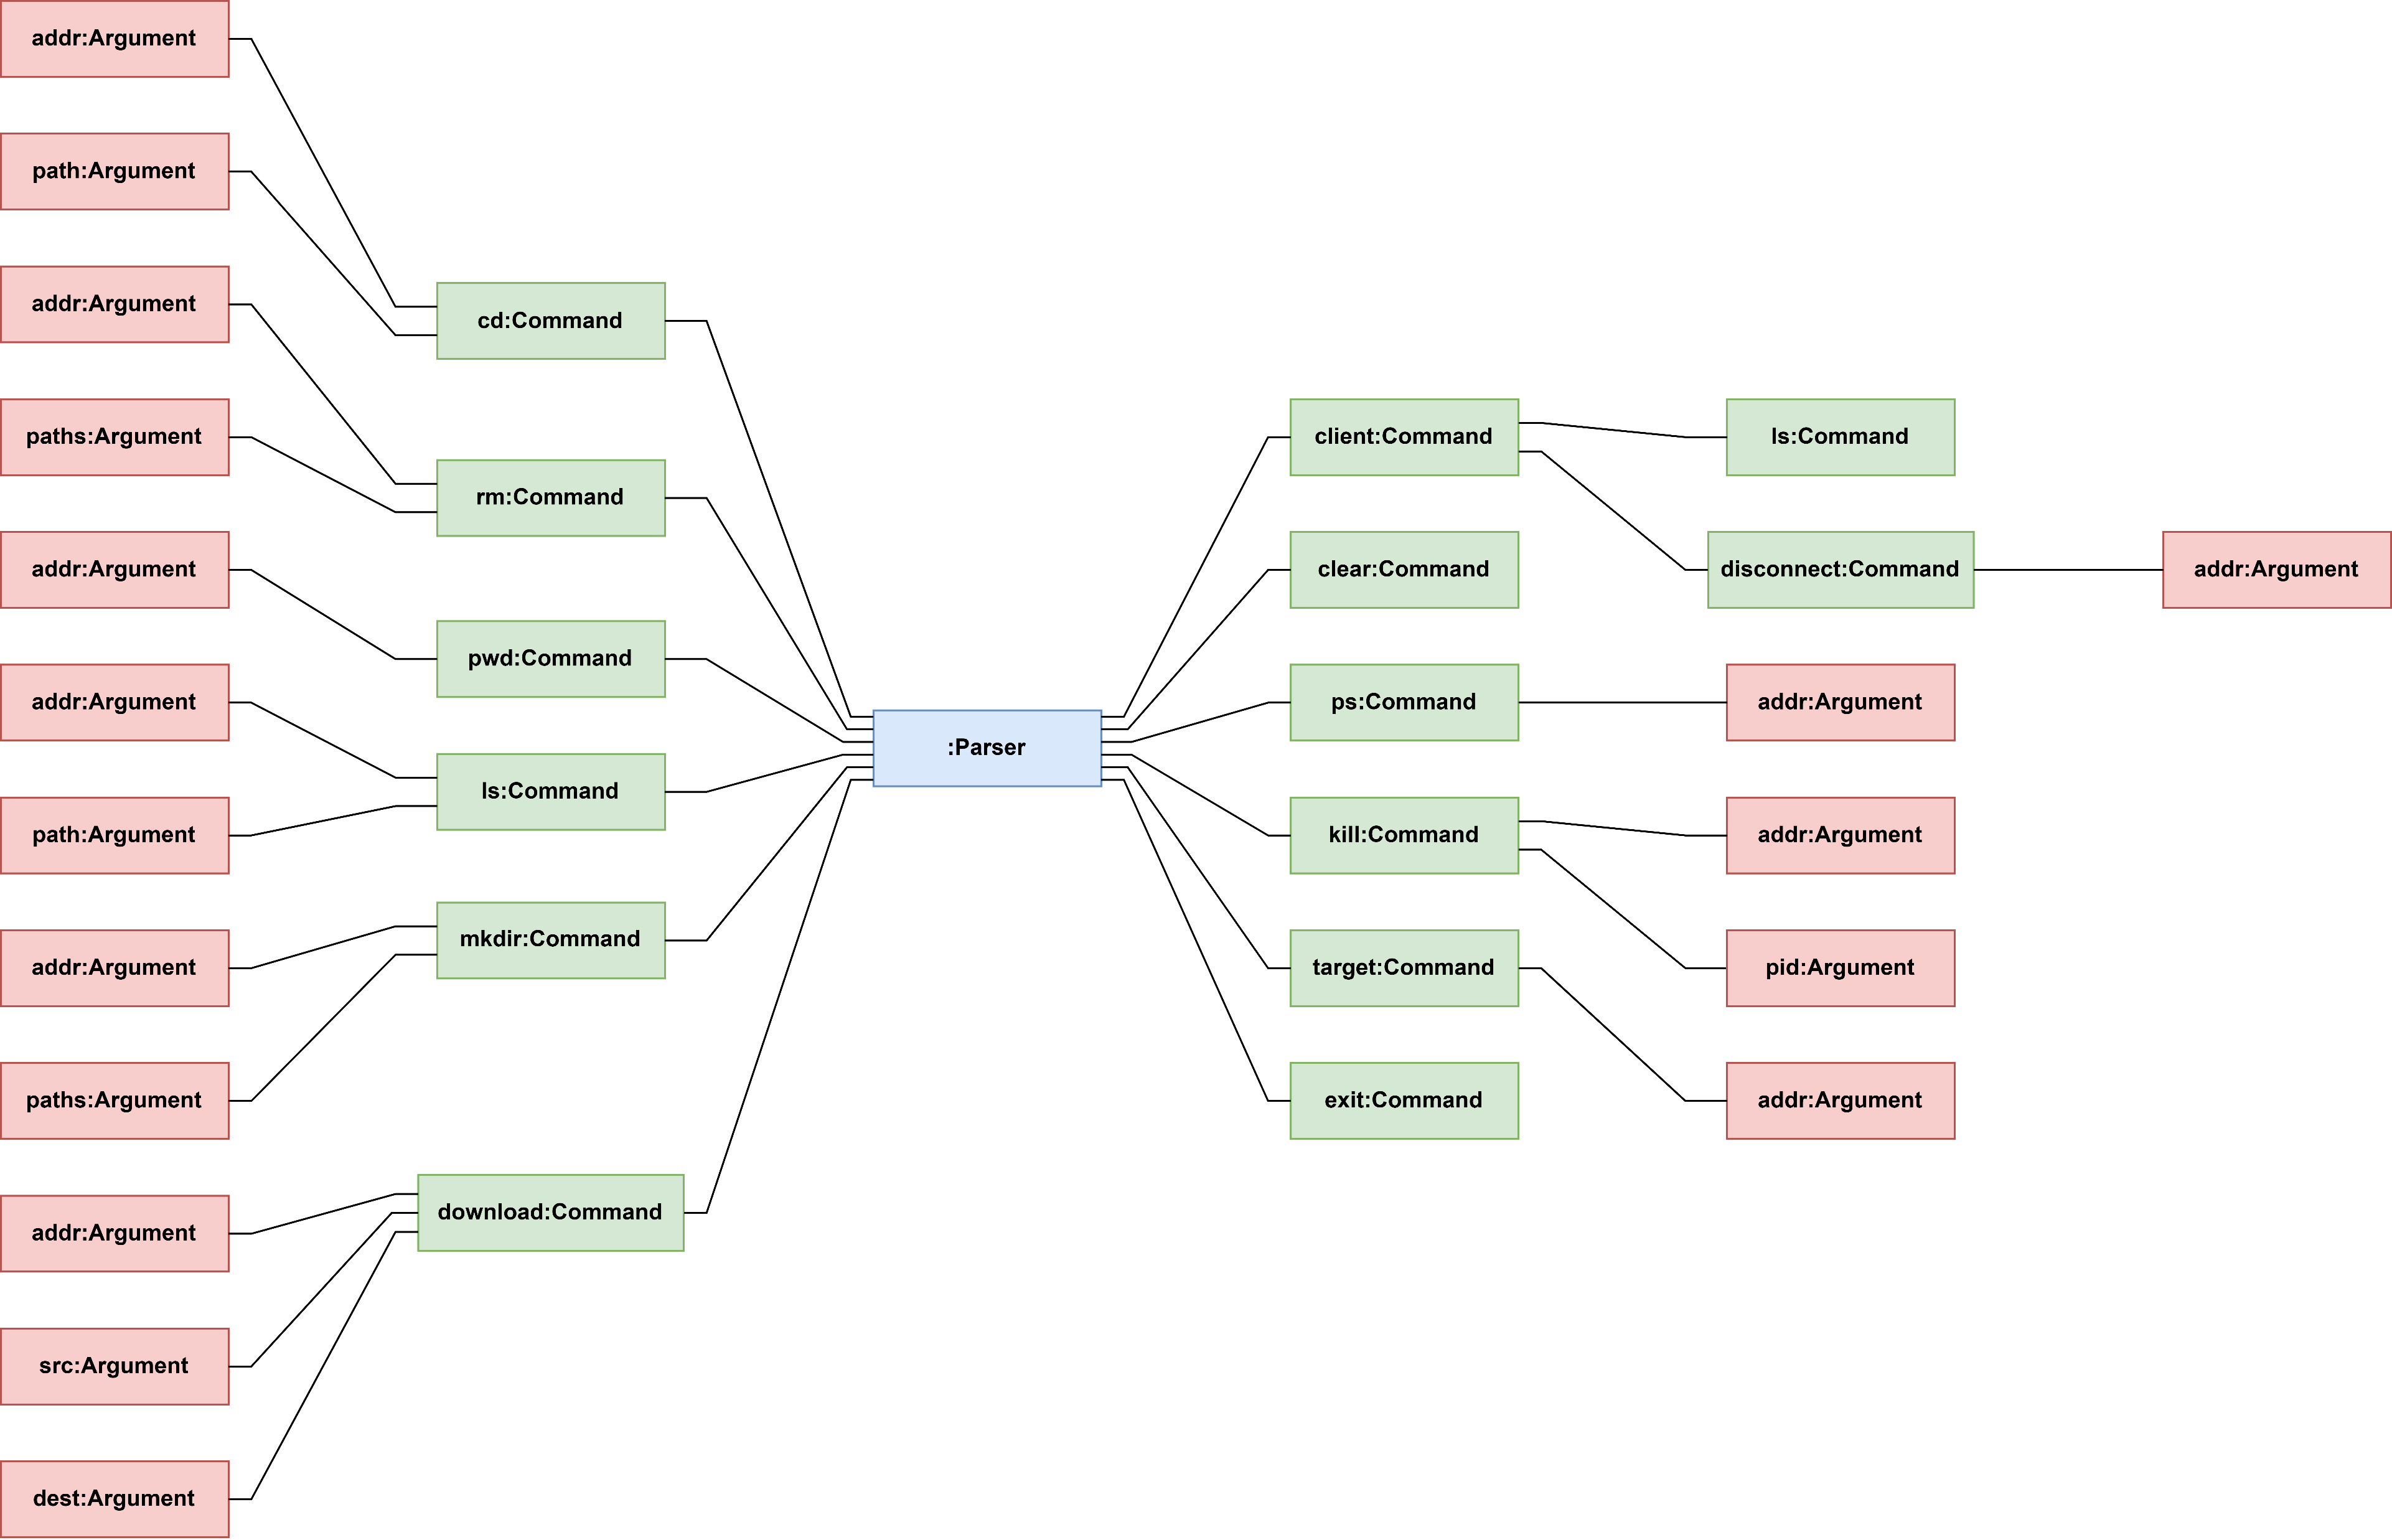 addr:Argument
path:Argument
addr:Argument
paths:Argument
addr:Argument
addr:Argument
path:Argument
addr:Argument
paths:Argument
addr:Argument
src:Argument
dest:Argument
cd:Command
rm:Command
pwd:Command
ls:Command
mkdir:Command
download:Command
:Parser
client:Command
clear:Command
ps:Command
kill:Command
target:Command
exit:Command
ls:Command
disconnect:Command
addr:Argument
addr:Argument
pid:Argument
addr:Argument
addr:Argument